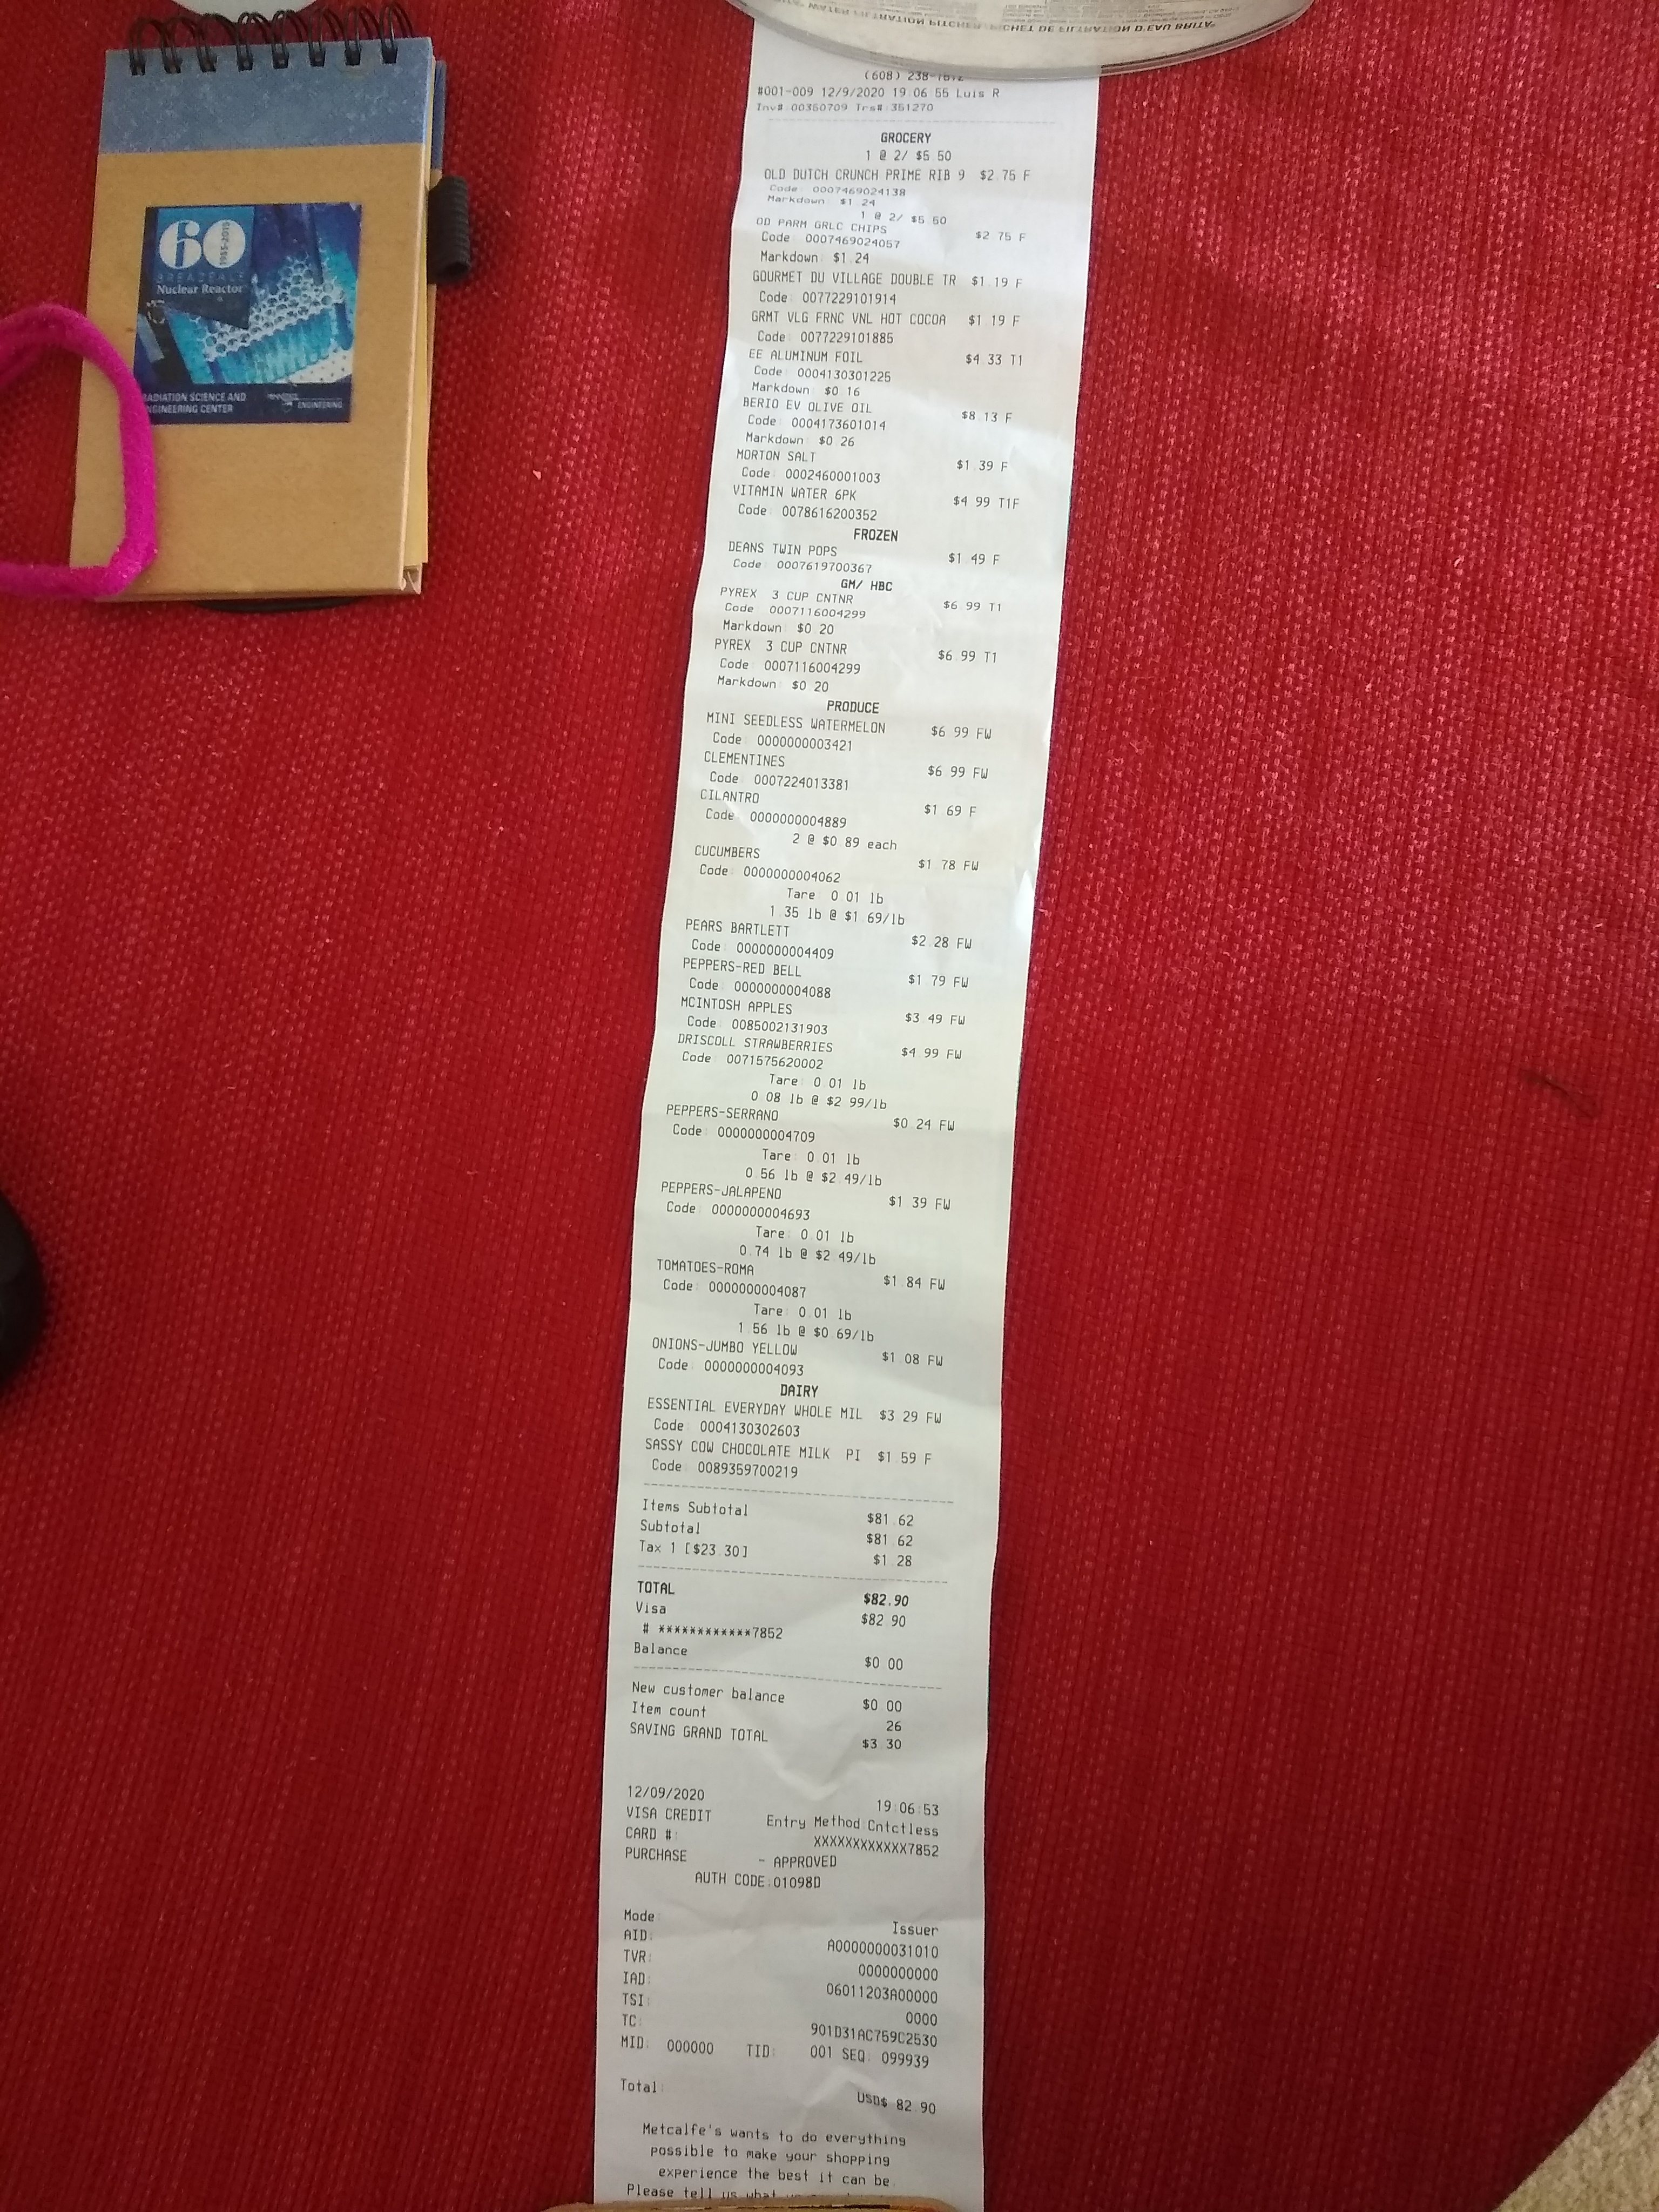 WATER FILTRATION PITCHER
CHET DE FILTRATION D'EAU BRITA
60
1955-2015
BREAZEALE
Nuclear Reactor
RADIATION SCIENCE AND
ENGINEERING CENTER
ENGINEERING
(608) 238-7612
#001-009 12/9/2020 19:06:55 Luis R
Inv#:00350709 Trs#:351270
GROCERY
1 @ 2/ $5.50
OLD DUTCH CRUNCH PRIME RIB 9 $2.75 F
Code: 0007469024138
Markdown: $1.24
1 @ 2/ $5.50
OD PARM GRLC CHIPS $2.75 F
Code: 0007469024057
Markdown: $1.24
GOURMET DU VILLAGE DOUBLE TR $1.19 F
Code: 0077229101914
GRMT VLG FRNC VNL HOT COCOA $1.19 F
Code: 0077229101885
EE ALUMINUM FOIL $4.33 T1
Code: 0004130301225
Markdown: $0.16
BERIO EV OLIVE OIL $8.13 F
Code: 0004173601014
Markdown: $0.26
MORTON SALT $1.39 F
Code: 0002460001003
VITAMIN WATER 6PK $4.99 T1F
Code: 0078616200352
FROZEN
DEANS TWIN POPS $1.49 F
Code: 0007619700367
GM/ HBC
PYREX 3 CUP CNTNR $6.99 T1
Code: 0007116004299
Markdown: $0.20
PYREX 3 CUP CNTNR $6.99 T1
Code: 0007116004299
Markdown: $0.20
PRODUCE
MINI SEEDLESS WATERMELON $6.99 FW
Code: 0000000003421
CLEMENTINES $6.99 FW
Code: 0007224013381
CILANTRO $1.69 F
Code: 0000000004889
2 @ $0.89 each
CUCUMBERS $1.78 FW
Code: 0000000004062
Tare: 0.01 lb
1.35 lb @ $1.69/lb
PEARS BARTLETT $2.28 FW
Code: 0000000004409
PEPPERS-RED BELL $1.79 FW
Code: 0000000004088
MCINTOSH APPLES $3.49 FW
Code: 0085002131903
DRISCOLL STRAWBERRIES $4.99 FW
Code: 0071575620002
Tare: 0.01 lb
0.08 lb @ $2.99/lb
PEPPERS-SERRANO $0.24 FW
Code: 0000000004709
Tare: 0.01 lb
0.56 lb @ $2.49/lb
PEPPERS-JALAPENO $1.39 FW
Code: 0000000004693
Tare: 0.01 lb
0.74 lb @ $2.49/lb
TOMATOES-ROMA $1.84 FW
Code: 0000000004087
Tare: 0.01 lb
1.56 lb @ $0.69/lb
ONIONS-JUMBO YELLOW $1.08 FW
Code: 0000000004093
DAIRY
ESSENTIAL EVERYDAY WHOLE MIL $3.29 FW
Code: 0004130302603
SASSY COW CHOCOLATE MILK PI $1.59 F
Code: 0089359700219
Items Subtotal $81.62
Subtotal $81.62
Tax 1 [$23.30] $1.28
TOTAL $82.90
Visa $82.90
# ************7852
Balance $0.00
New customer balance $0.00
Item count 26
SAVING GRAND TOTAL $3.30
12/09/2020 19:06:53
VISA CREDIT Entry Method:Cntctless
CARD #: XXXXXXXXXXXX7852
PURCHASE - APPROVED
AUTH CODE:01098D
Mode: Issuer
AID: A0000000031010
TVR: 0000000000
IAD: 06011203A00000
TSI: 0000
TC: 901D31AC759C2530
MID: 000000 TID: 001 SEQ: 099939
Total: USD$ 82.90
Metcalfe's wants to do everything
possible to make your shopping
experience the best it can be.
Please tell us what